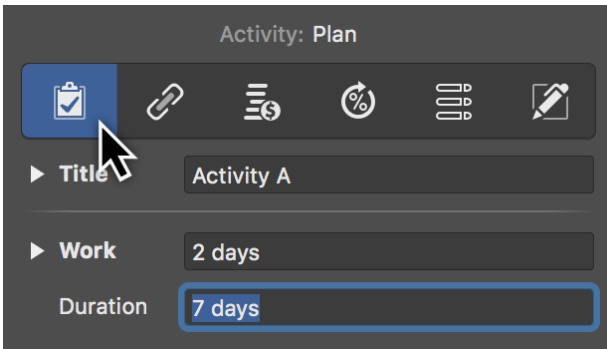 Activity: Plan
Title
Activity A
Work
2 days
Duration
7 days